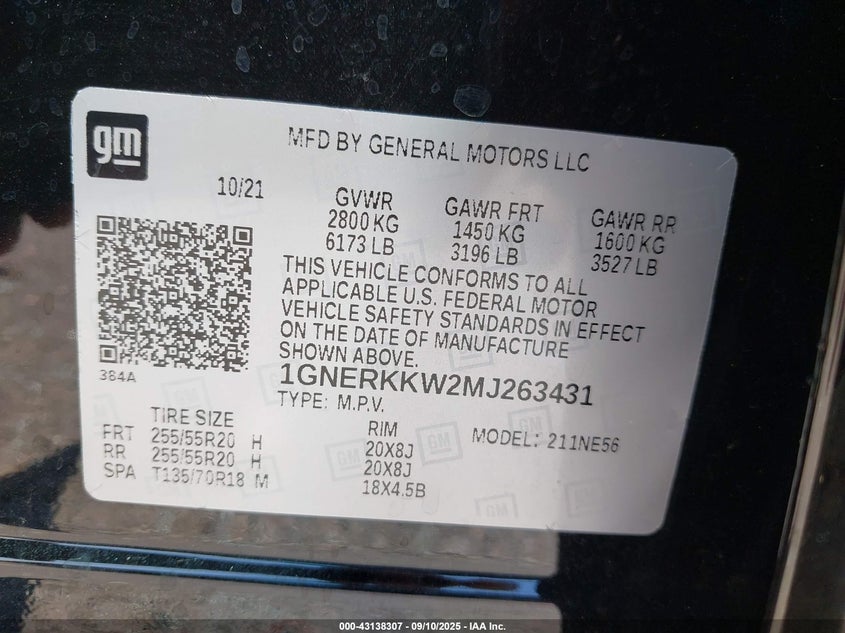 gm
MFD BY GENERAL MOTORS LLC
10/21
GVWR
2800 KG
6173 LB
GAWR FRT
1450 KG
3196 LB
GAWR RR
1600 KG
3527 LB
THIS VEHICLE CONFORMS TO ALL
APPLICABLE U.S. FEDERAL MOTOR
VEHICLE SAFETY STANDARDS IN EFFECT
ON THE DATE OF MANUFACTURE
SHOWN ABOVE.
384A
1GNERKKW2MJ263431
TYPE: M.P.V.
MODEL: 211NE56
TIRE SIZE RIM
FRT 255/55R20 H 20X8J
RR 255/55R20 H 20X8J
SPA T135/70R18 M 18X4.5B
000-43138307 - 09/10/2025 - IAA Inc.